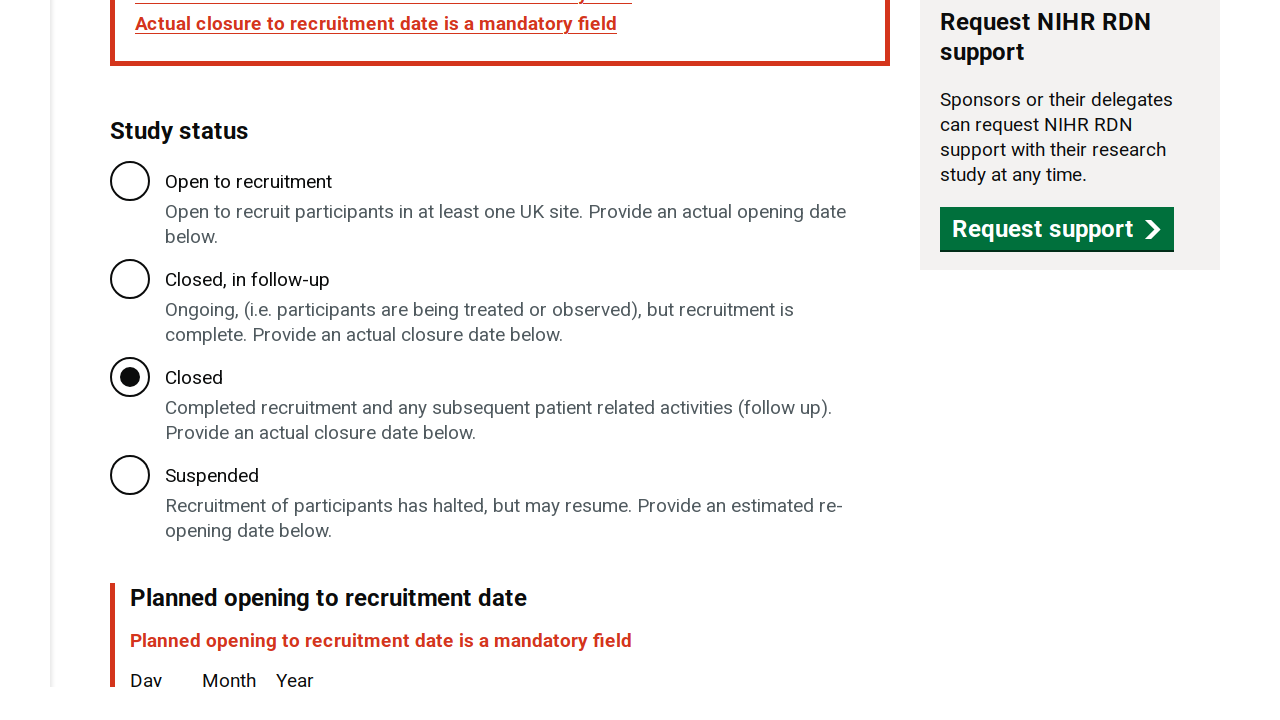 Actual closure to recruitment date is a mandatory field
Study status
Open to recruitment
Open to recruit participants in at least one UK site. Provide an actual opening date
below.
Closed, in follow-up
Ongoing, (i.e. participants are being treated or observed), but recruitment is
complete. Provide an actual closure date below.
Closed
Completed recruitment and any subsequent patient related activities (follow up).
Provide an actual closure date below.
Suspended
Recruitment of participants has halted, but may resume. Provide an estimated re-
opening date below.
Planned opening to recruitment date
Planned opening to recruitment date is a mandatory field
Day Month Year
Request NIHR RDN
support
Sponsors or their delegates
can request NIHR RDN
support with their research
study at any time.
Request support